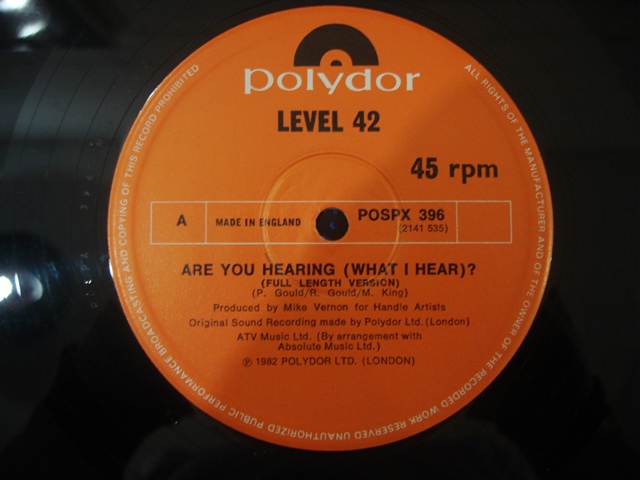 polydor
LEVEL 42
45 rpm
A
MADE IN ENGLAND
POSPX 396
(2141 535)
ARE YOU HEARING (WHAT I HEAR)?
(FULL LENGTH VERSION)
(P. Gould/R. Gould/M. King)
Produced by Mike Vernon for Handle Artists
Original Sound Recording made by Polydor Ltd. (London)
ATV Music Ltd. (By arrangement with
Absolute Music Ltd.)
℗ 1982 POLYDOR LTD. (LONDON)
ALL RIGHTS OF THE MANUFACTURER AND OF THE OWNER OF THE RECORDED WORK RESERVED UNAUTHORIZED PUBLIC PERFORMANCE BROADCASTING AND COPYING OF THIS RECORD PROHIBITED